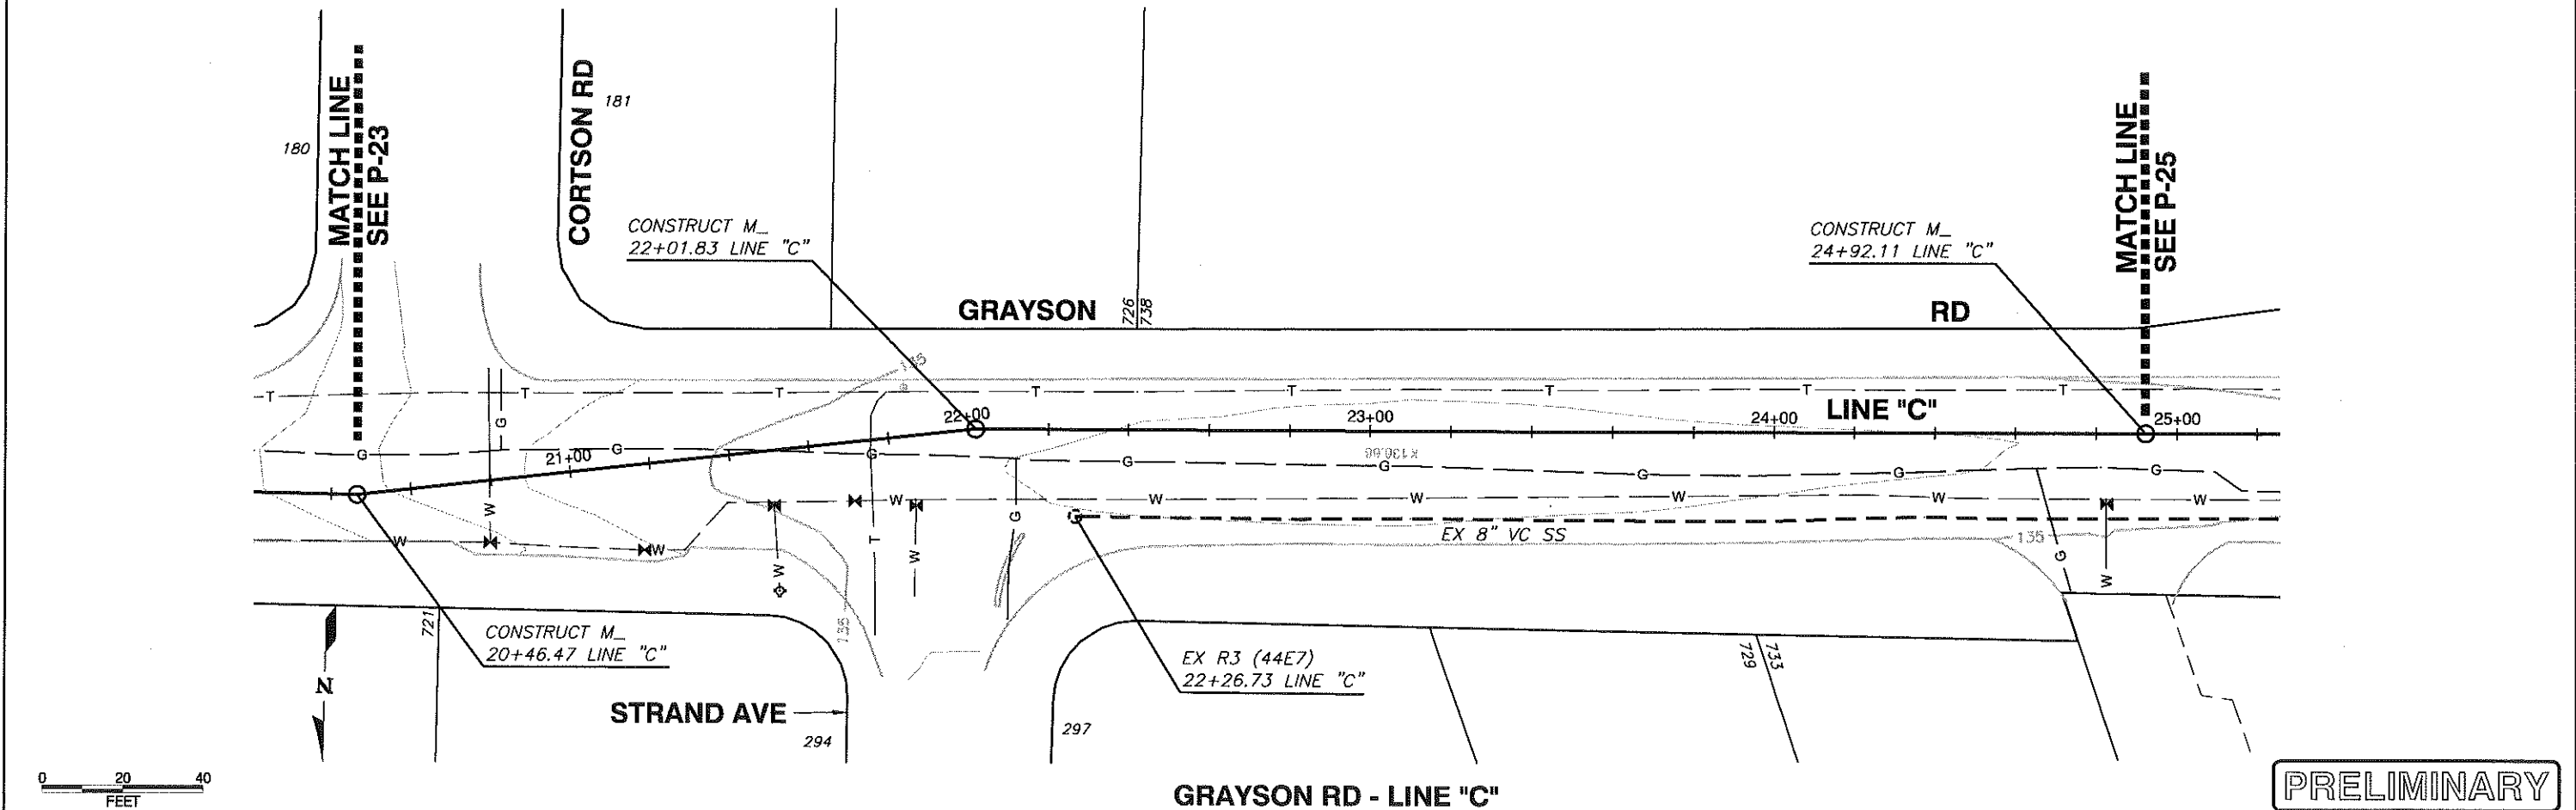 MATCH LINE
SEE P-23
CORTSON RD
180
181
CONSTRUCT M_
22+01.83 LINE "C"
CONSTRUCT M_
24+92.11 LINE "C"
MATCH LINE
SEE P-25
GRAYSON
RD
726
738
T
T
T
T
T
T
T
T
22+00
23+00
24+00
LINE "C"
25+00
G
G
G
21+00
G
G
G
G
G
G
W
W
W
W
W
W
W
W
W
T
W
G
EX 8" VC SS
135
G
W
W
135
721
CONSTRUCT M_
20+46.47 LINE "C"
EX R3 (44E7)
22+26.73 LINE "C"
729
733
N
STRAND AVE
294
297
0 20 40
FEET
GRAYSON RD - LINE "C"
PRELIMINARY